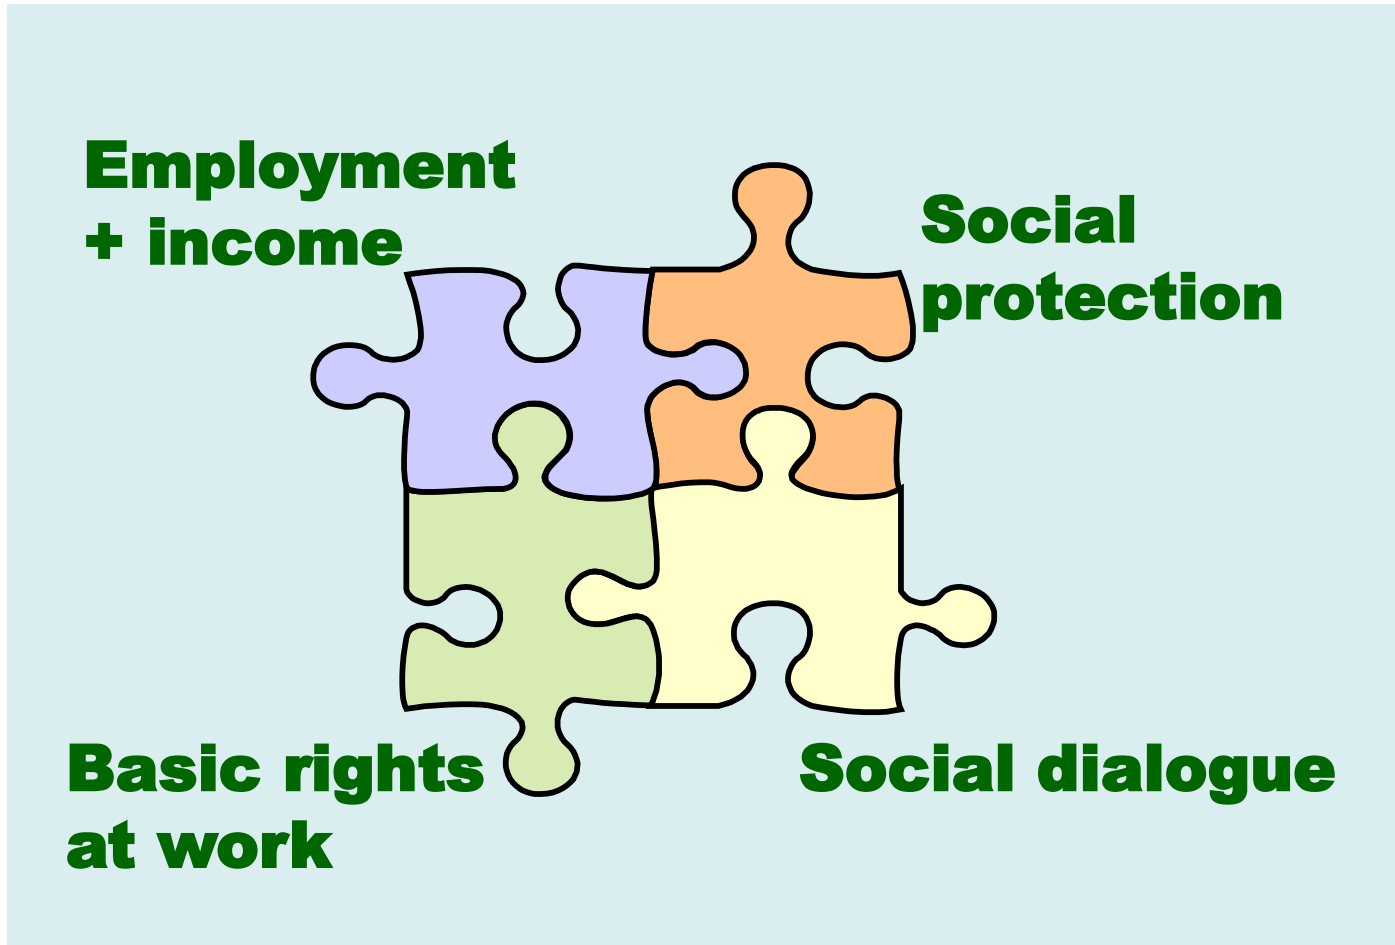 Employment
+ income
Social
protection
Basic rights
at work
Social dialogue